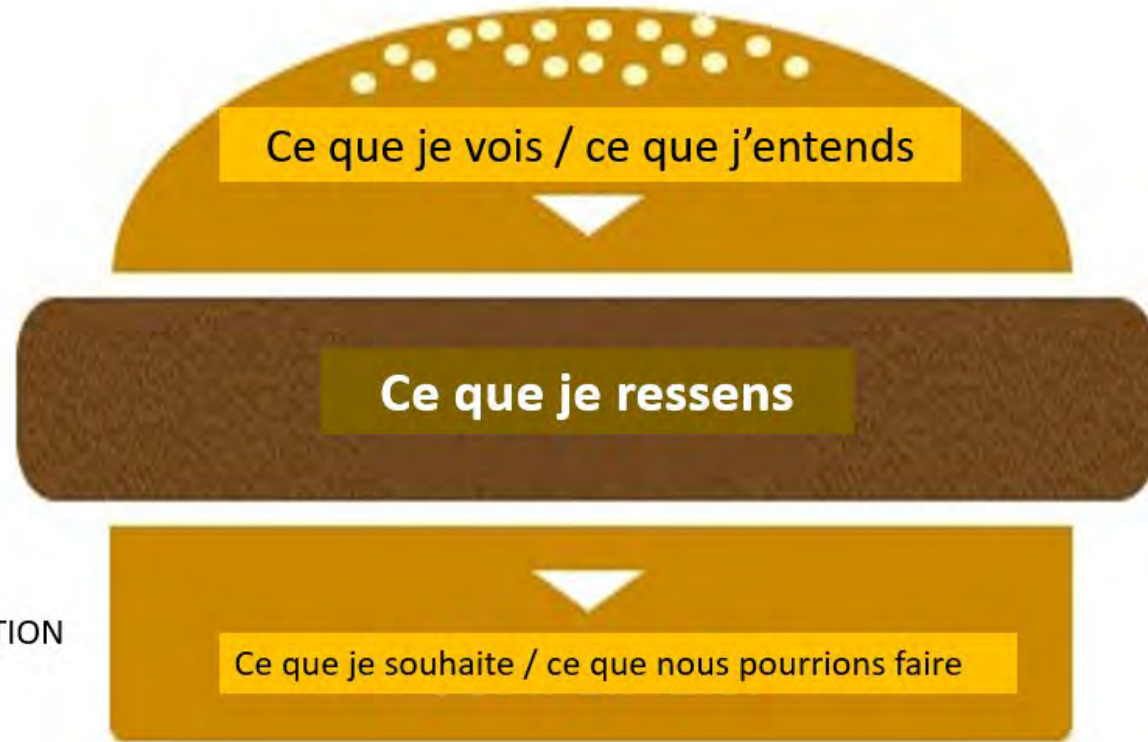 Ce que je vois / ce que j’entends
Ce que je ressens
TION
Ce que je souhaite / ce que nous pourrions faire